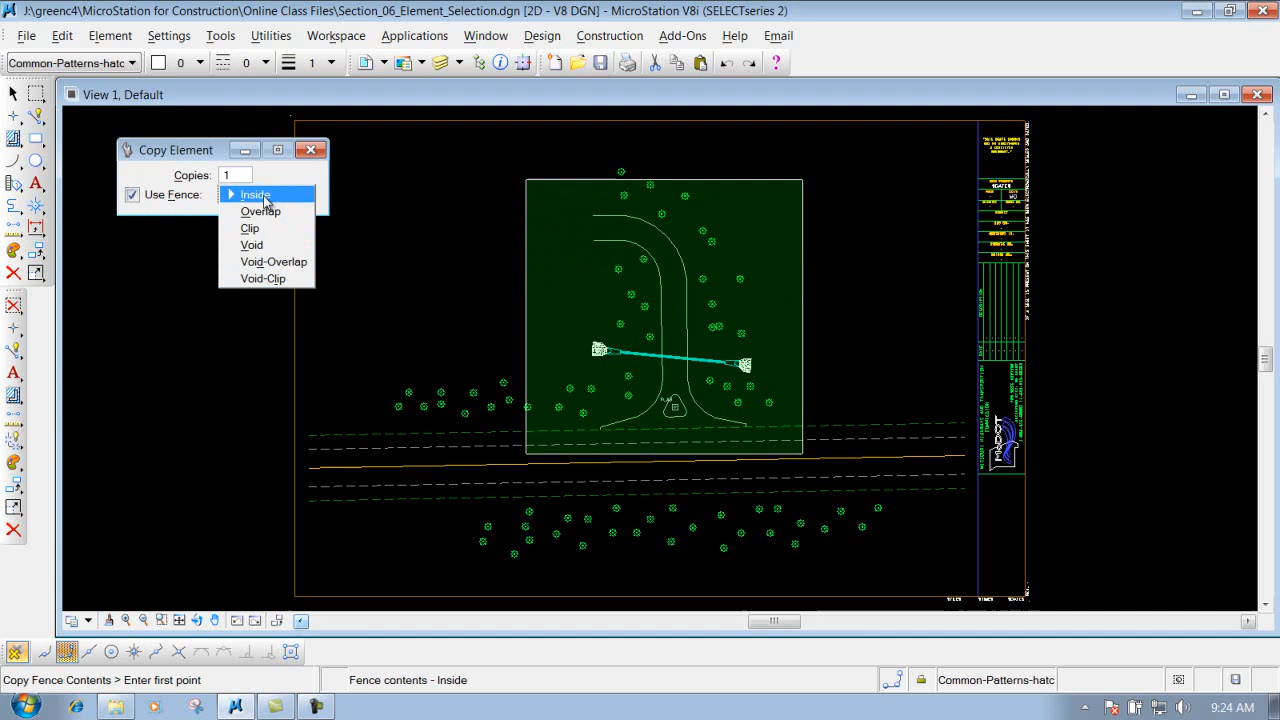 J:\greenc4\MicroStation for Construction\Online Class Files\Section_06_Element_Selection.dgn [2D - V8 DGN] - MicroStation V8i (SELECTseries 2)
File Edit Element Settings Tools Utilities Workspace Applications Window Design Construction Add-Ons Help Email
Common-Patterns-hatc 0 0 1
View 1, Default
Copy Element
Copies: 1
Use Fence: Inside
Overlap
Clip
Void
Void-Overlap
Void-Clip
Copy Fence Contents > Enter first point Fence contents - Inside Common-Patterns-hatc
9:24 AM